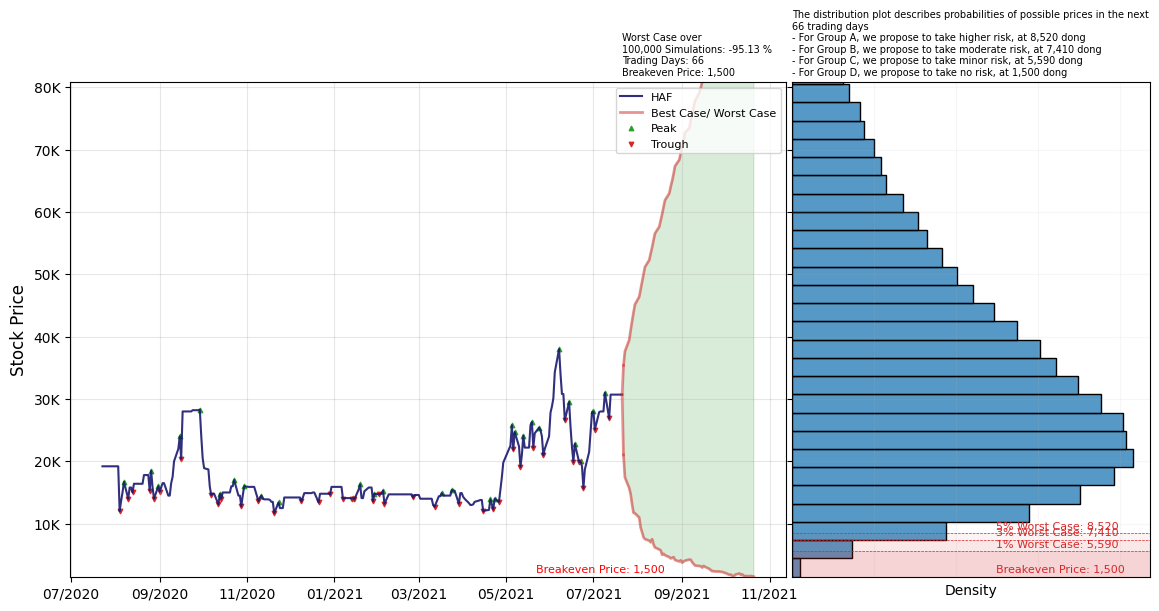 The distribution plot describes probabilities of possible prices in the next
66 trading days
- For Group A, we propose to take higher risk, at 8,520 dong
- For Group B, we propose to take moderate risk, at 7,410 dong
- For Group C, we propose to take minor risk, at 5,590 dong
- For Group D, we propose to take no risk, at 1,500 dong
Worst Case over
100,000 Simulations: -95.13 %
Trading Days: 66
Breakeven Price: 1,500
HAF
Best Case/ Worst Case
Peak
Trough
Stock Price
80K
70K
60K
50K
40K
30K
20K
10K
Breakeven Price: 1,500
07/2020
09/2020
11/2020
01/2021
03/2021
05/2021
07/2021
09/2021
11/2021
5% Worst Case: 8,520
3% Worst Case: 7,410
1% Worst Case: 5,590
Breakeven Price: 1,500
Density